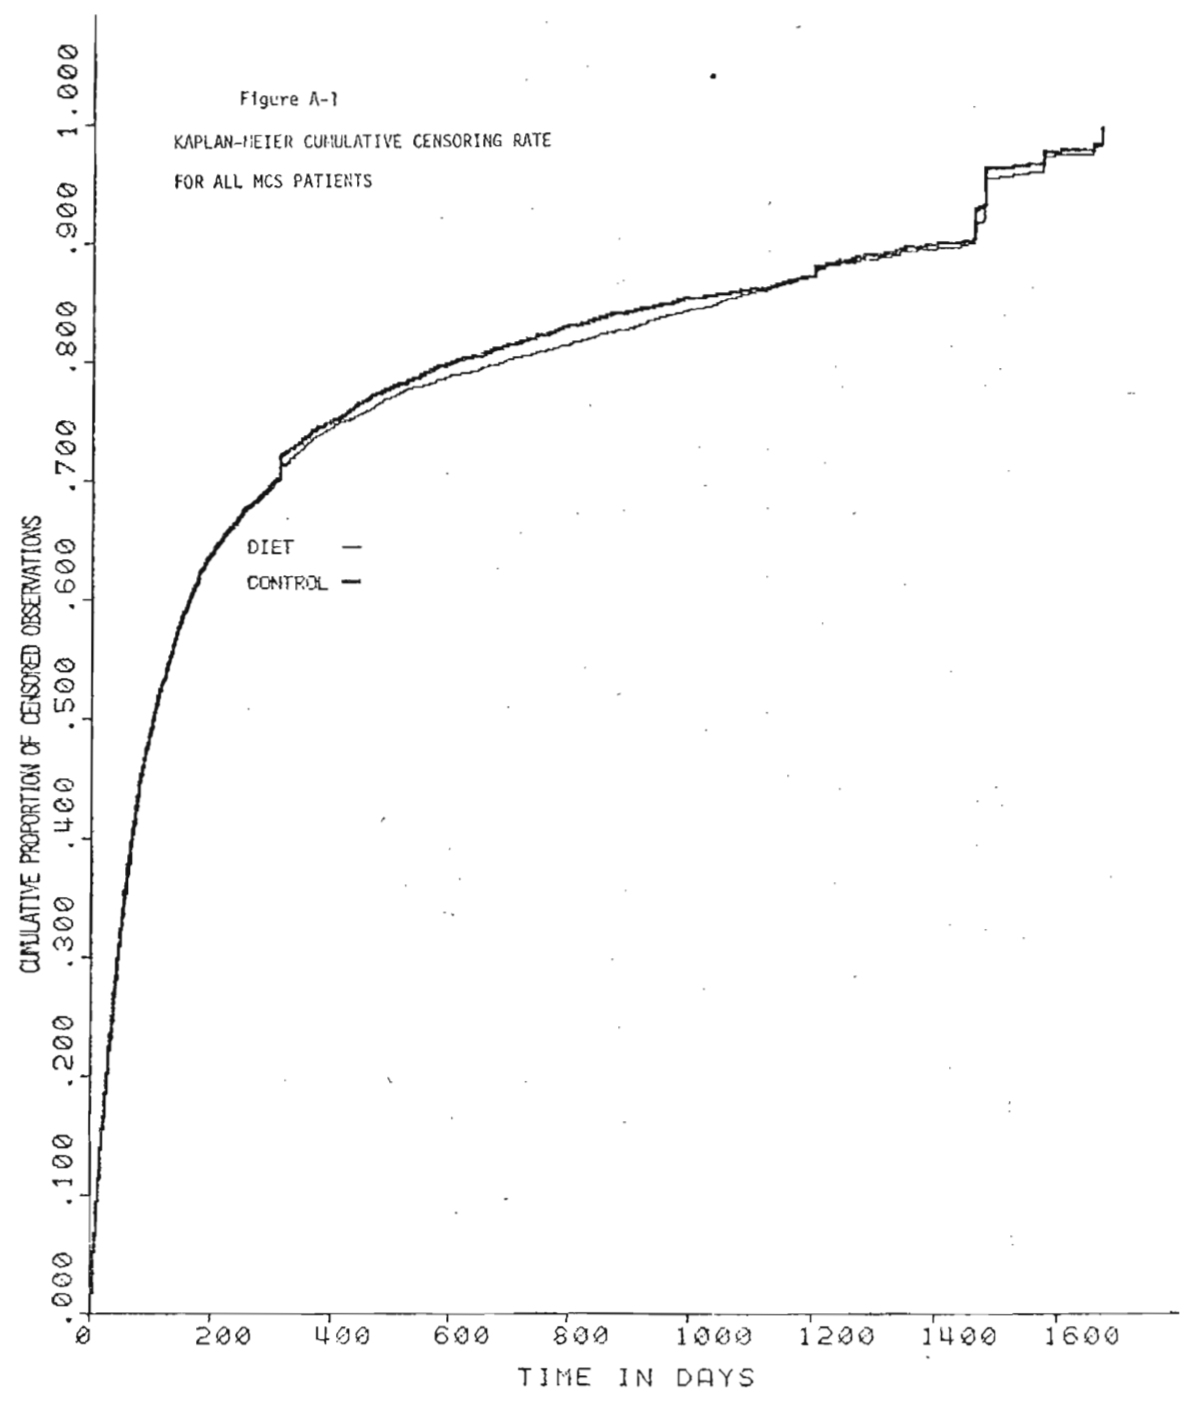 Figure A-1
KAPLAN-MEIER CUMULATIVE CENSORING RATE
FOR ALL MCS PATIENTS
CUMULATIVE PROPORTION OF CENSORED OBSERVATIONS
1.000
.900
.800
.700
.600
.500
.400
.300
.200
.100
.000
DIET
CONTROL
0 200 400 600 800 1000 1200 1400 1600
TIME IN DAYS